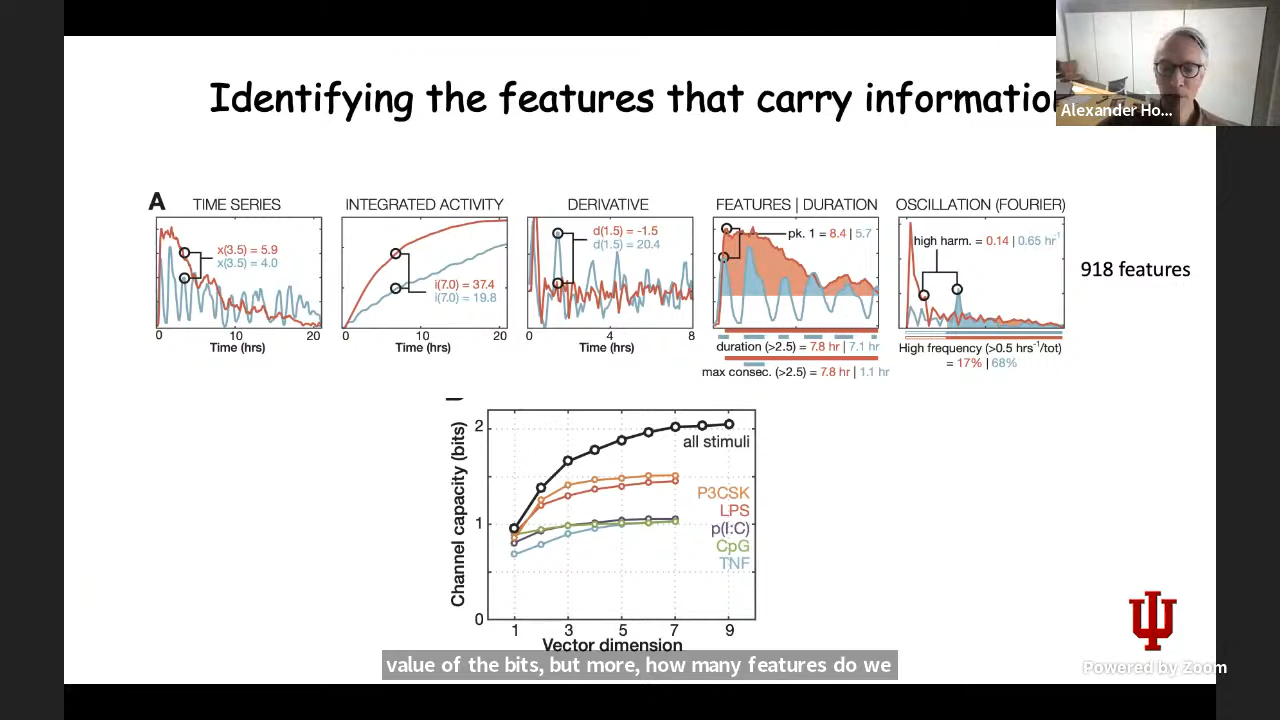 Identifying the features that carry informatio
Alexander Ho...
A
TIME SERIES
x(3.5) = 5.9
x(3.5) = 4.0
0 10 20
Time (hrs)
INTEGRATED ACTIVITY
i(7.0) = 37.4
i(7.0) = 19.8
0 10 20
Time (hrs)
DERIVATIVE
d(1.5) = -1.5
d(1.5) = 20.4
0 4 8
Time (hrs)
FEATURES | DURATION
pk. 1 = 8.4 | 5.7
duration (>2.5) = 7.8 hr | 7.1 hr
max consec. (>2.5) = 7.8 hr | 1.1 hr
OSCILLATION (FOURIER)
high harm. = 0.14 | 0.65 hr⁻¹
High frequency (>0.5 hrs⁻¹/tot)
= 17% | 68%
918 features
Channel capacity (bits)
2
1
0
all stimuli
P3CSK
LPS
p(I:C)
CpG
TNF
1 3 5 7 9
Vector dimension
value of the bits, but more, how many features do we
Powered by Zoom